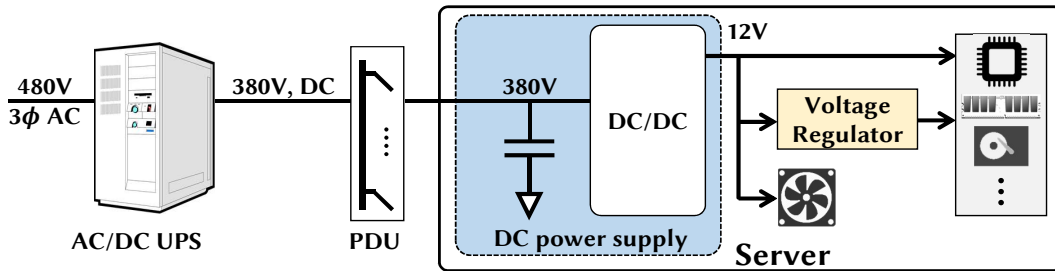 480V
3ϕ AC
AC/DC UPS
380V, DC
PDU
380V
DC/DC
DC power supply
12V
Voltage
Regulator
Server